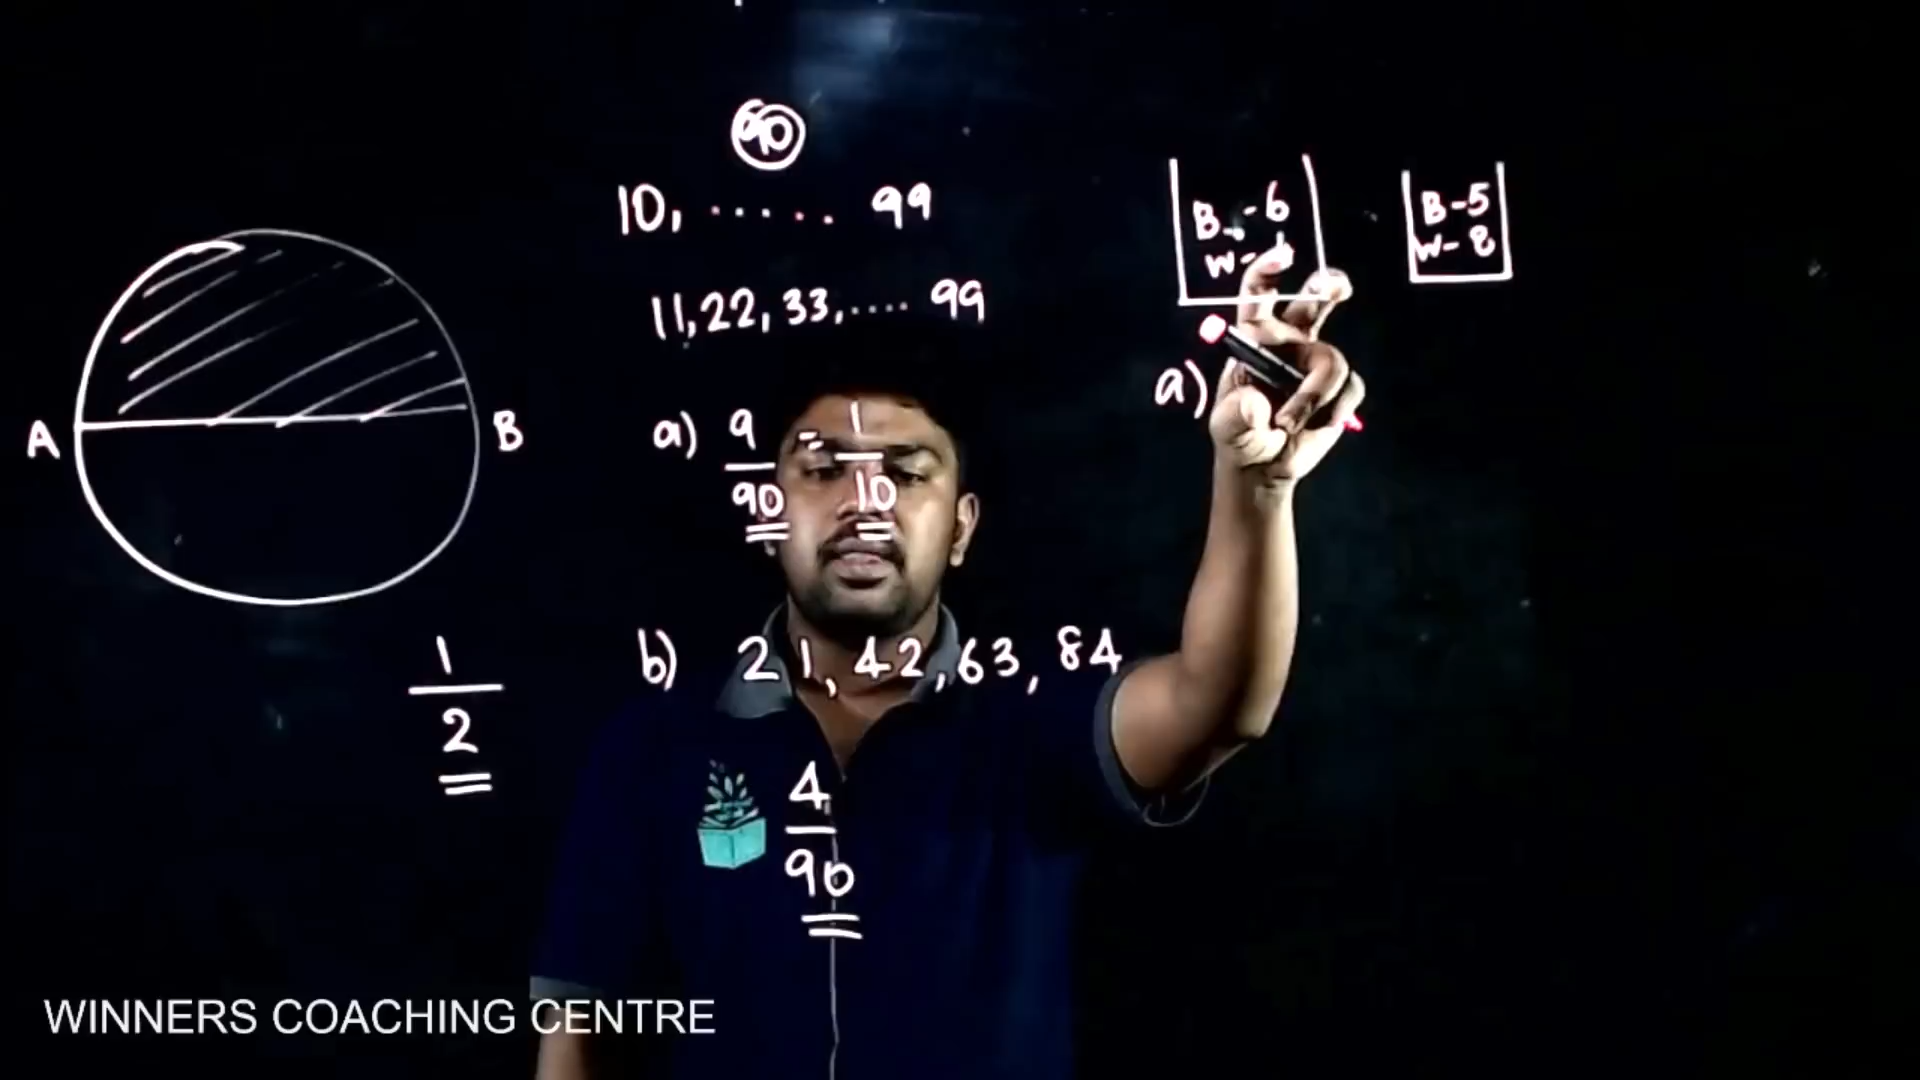 A
B
1
2
90
10, ..... 99
11,22, 33, .... 99
a) 9 = 1
90 10
b) 21, 42, 63, 84
4
90
B - 6
W -
B-5
W- 8
a)
WINNERS COACHING CENTRE